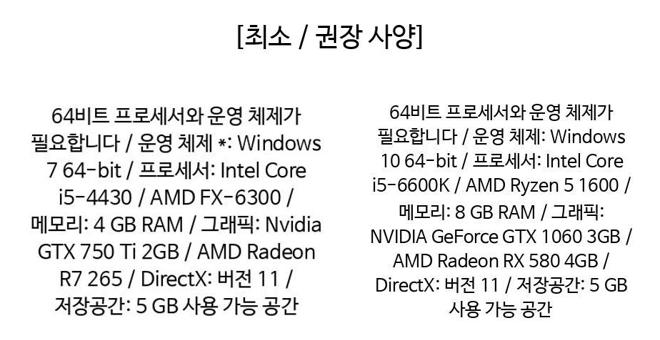 [최소 / 권장 사양]
64비트 프로세서와 운영 체제가
필요합니다 / 운영 체제 *: Windows
7 64-bit / 프로세서: Intel Core
i5-4430 / AMD FX-6300 /
메모리: 4 GB RAM / 그래픽: Nvidia
GTX 750 Ti 2GB / AMD Radeon
R7 265 / DirectX: 버전 11 /
저장공간: 5 GB 사용 가능 공간
64비트 프로세서와 운영 체제가
필요합니다 / 운영 체제: Windows
10 64-bit / 프로세서: Intel Core
i5-6600K / AMD Ryzen 5 1600 /
메모리: 8 GB RAM / 그래픽:
NVIDIA GeForce GTX 1060 3GB /
AMD Radeon RX 580 4GB /
DirectX: 버전 11 / 저장공간: 5 GB
사용 가능 공간